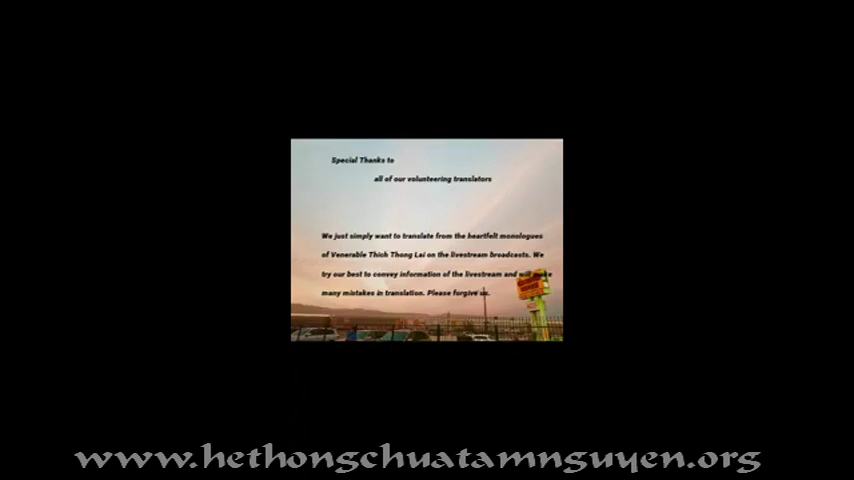 Special Thanks to
all of our volunteering translators
We just simply want to translate from the heartfelt monologues
of Venerable Thich Thong Lai on the livestream broadcasts. We
try our best to convey information of the livestream and will make
many mistakes in translation. Please forgive us.
www.hethongchuatamnguyen.org